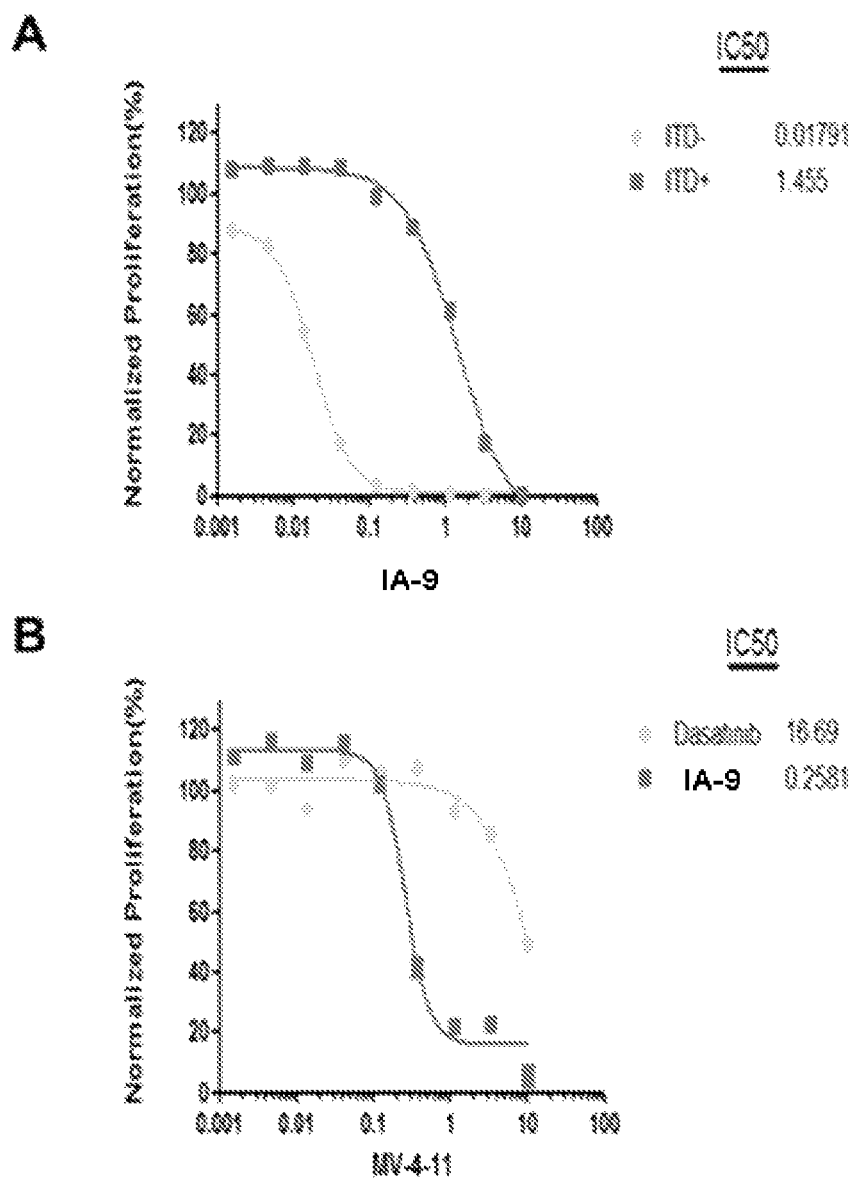 A
IC50
ITD- 0.01791
ITD+ 1.455
Normalized Proliferation(%)
120
100
80
60
40
20
0
0.001 0.01 0.1 1 10 100
IA-9
B
IC50
Dasatinib 16.69
IA-9 0.2581
Normalized Proliferation(%)
120
100
80
60
40
20
0
0.001 0.01 0.1 1 10 100
MV-4-11